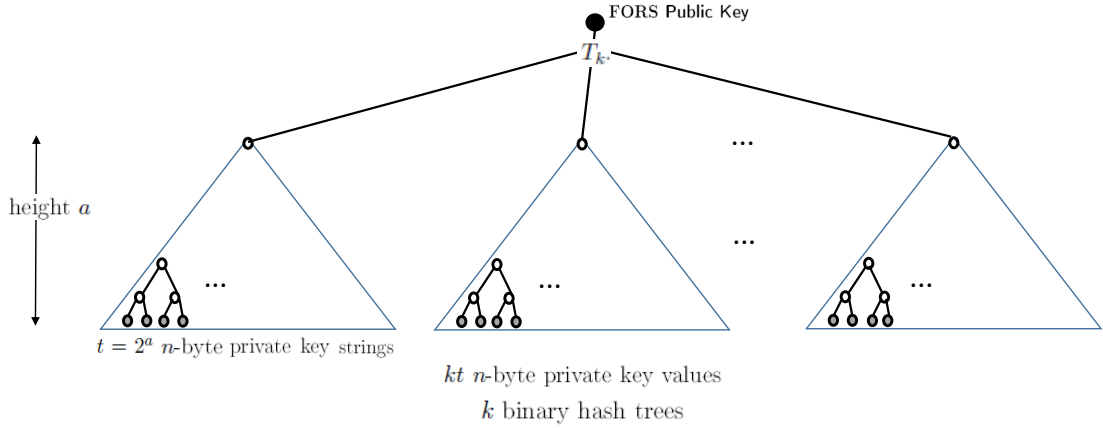 FORS Public Key
T_k.
...
height a
...
... ... ...
t = 2^a n-byte private key strings
kt n-byte private key values
k binary hash trees